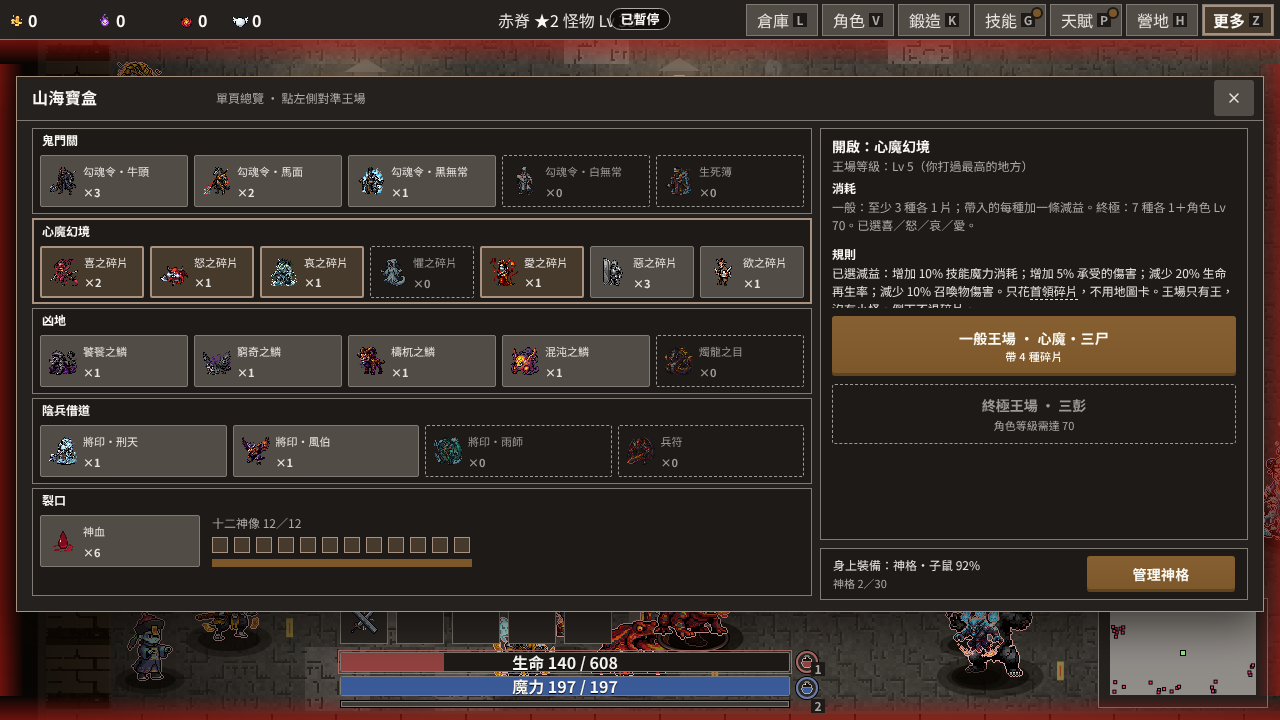 0
0
0
0
赤脊 ★2 怪物 Lv
已暫停
倉庫 L
角色 V
鍛造 K
技能 G
天賦 P
營地 H
更多 Z
山海寶盒
單頁總覽 · 點左側對準王場
×
鬼門關
勾魂令·牛頭
×3
勾魂令·馬面
×2
勾魂令·黑無常
×1
勾魂令·白無常
×0
生死簿
×0
心魔幻境
喜之碎片
×2
怒之碎片
×1
哀之碎片
×1
懼之碎片
×0
愛之碎片
×1
惡之碎片
×3
欲之碎片
×1
凶地
饕餮之鱗
×1
窮奇之鱗
×1
檮杌之鱗
×1
混沌之鱗
×1
燭龍之目
×0
陰兵借道
將印·刑天
×1
將印·風伯
×1
將印·雨師
×0
兵符
×0
裂口
神血
×6
十二神像 12／12
開啟：心魔幻境
王場等級：Lv 5（你打過最高的地方）
消耗
一般：至少 3 種各 1 片；帶入的每種加一條減益。終極：7 種各 1＋角色 Lv
70。已選喜／怒／哀／愛。
規則
已選減益：增加 10% 技能魔力消耗；增加 5% 承受的傷害；減少 20% 生命
再生率；減少 10% 召喚物傷害。只花首領碎片，不用地圖卡。王場只有王，
一般王場 · 心魔·三尸
帶 4 種碎片
終極王場 · 三彭
角色等級需達 70
身上裝備：神格·子鼠 92%
神格 2／30
管理神格
生命 140 / 608
魔力 197 / 197
1
2